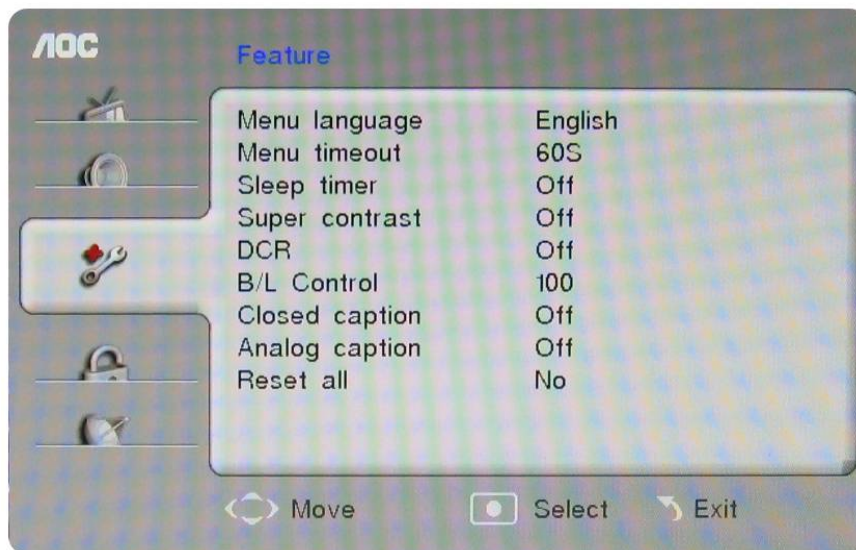 AOC
Feature
Menu language English
Menu timeout 60S
Sleep timer Off
Super contrast Off
DCR Off
B/L Control 100
Closed caption Off
Analog caption Off
Reset all No
Move Select Exit